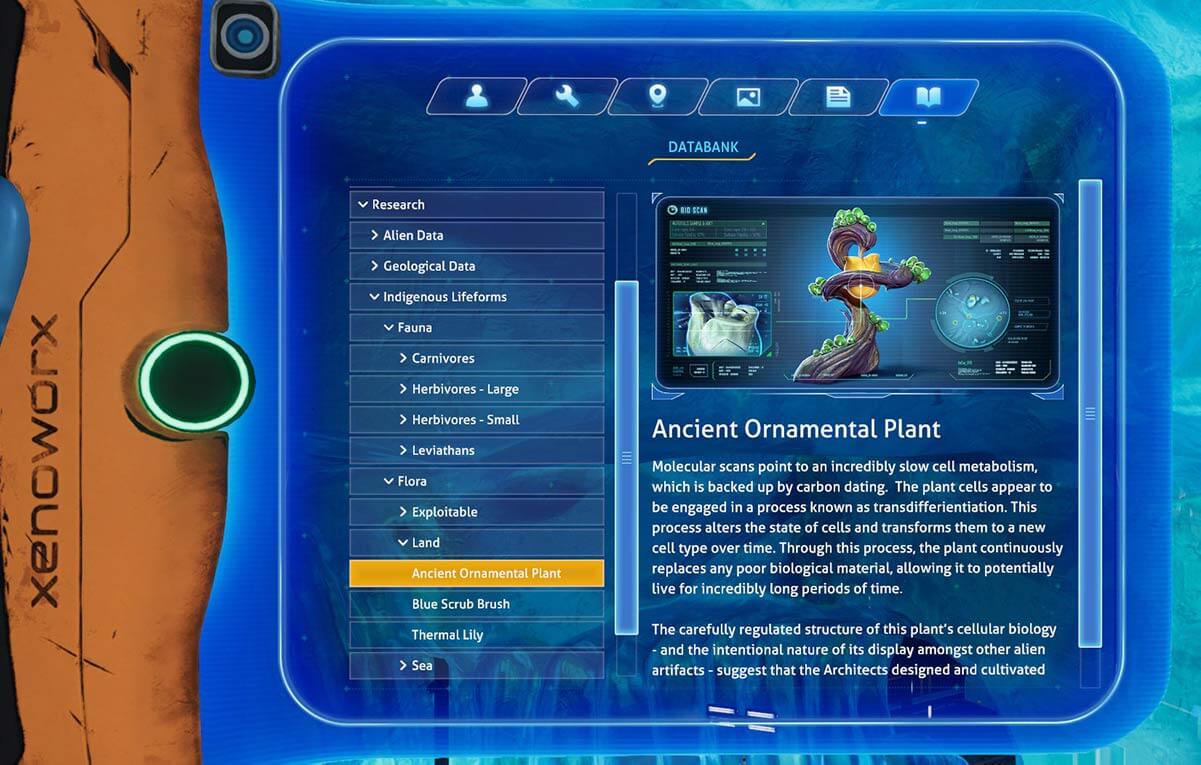 xenoworx
DATABANK
Research
Alien Data
Geological Data
Indigenous Lifeforms
Fauna
Carnivores
Herbivores - Large
Herbivores - Small
Leviathans
Flora
Exploitable
Land
Ancient Ornamental Plant
Blue Scrub Brush
Thermal Lily
Sea
BIO SCAN
Ancient Ornamental Plant
Molecular scans point to an incredibly slow cell metabolism,
which is backed up by carbon dating. The plant cells appear to
be engaged in a process known as transdifierientiation. This
process alters the state of cells and transforms them to a new
cell type over time. Through this process, the plant continuously
replaces any poor biological material, allowing it to potentially
live for incredibly long periods of time.
The carefully regulated structure of this plant's cellular biology
- and the intentional nature of its display amongst other alien
artifacts - suggest that the Architects designed and cultivated